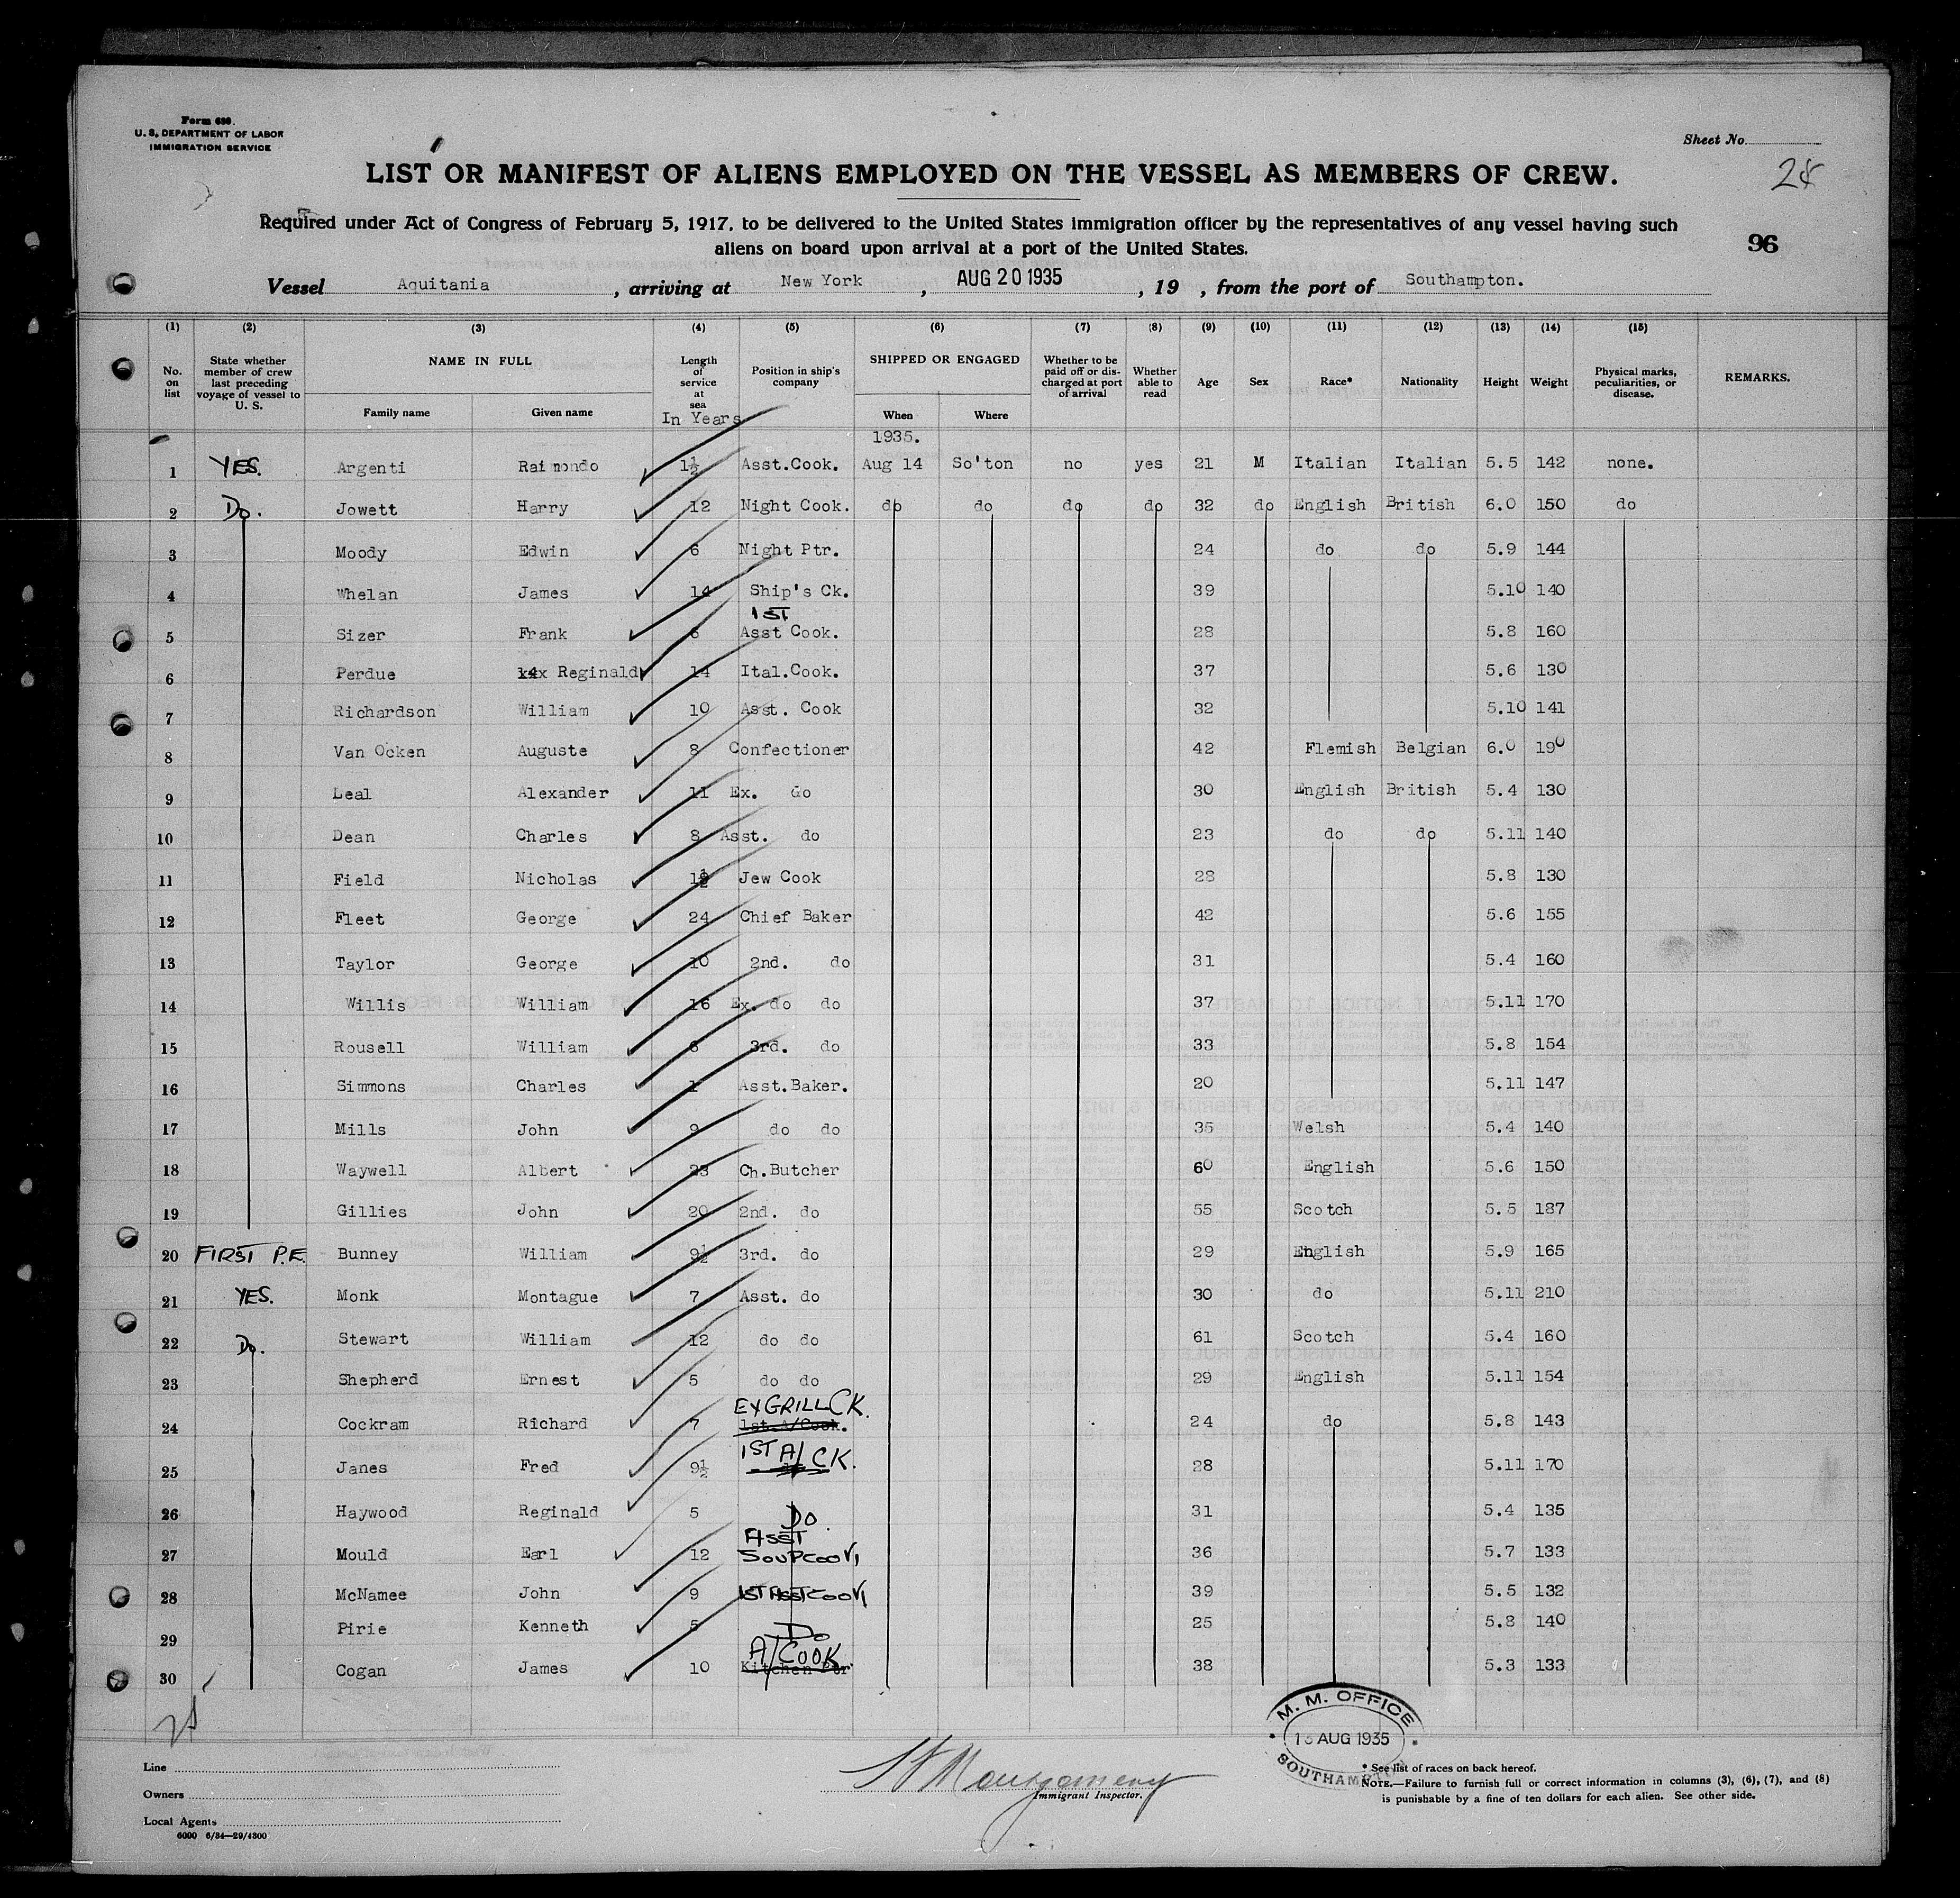 Form 680.
U. S. DEPARTMENT OF LABOR
IMMIGRATION SERVICE
Sheet No.
LIST OR MANIFEST OF ALIENS EMPLOYED ON THE VESSEL AS MEMBERS OF CREW.
Required under Act of Congress of February 5, 1917, to be delivered to the United States immigration officer by the representatives of any vessel having such
aliens on board upon arrival at a port of the United States.
96
Vessel Aquitania, arriving at New York, AUG 20 1935, 19 , from the port of Southampton.
(1) (2) (3) (4) (5) (6) (7) (8) (9) (10) (11) (12) (13) (14) (15)
No. on list State whether member of crew last preceding voyage of vessel to U. S. NAME IN FULL Family name Given name Length of service at sea In Years Position in ship's company SHIPPED OR ENGAGED When Where Whether to be paid off or discharged at port of arrival Whether able to read Age Sex Race* Nationality Height Weight Physical marks, peculiarities, or disease. REMARKS.
1935.
1 YES. Argenti Raimondo 1½ Asst.Cook. Aug 14 So'ton no yes 21 M Italian Italian 5.5 142 none.
2 Do. Jowett Harry 12 Night Cook. do do do do 32 do English British 6.0 150 do
3 Moody Edwin 6 Night Ptr. 24 do do 5.9 144
4 Whelan James 14 Ship's Ck. 39 5.10 140
5 Sizer Frank 6 1ST Asst Cook. 28 5.8 160
6 Perdue Reginald 14 Ital.Cook. 37 5.6 130
7 Richardson William 10 Asst. Cook 32 5.10 141
8 Van Ocken Auguste 8 Confectioner 42 Flemish Belgian 6.0 190
9 Leal Alexander 11 Ex. do 30 English British 5.4 130
10 Dean Charles 8 Asst. do 23 do do 5.11 140
11 Field Nicholas Jew Cook 28 5.8 130
12 Fleet George 24 Chief Baker 42 5.6 155
13 Taylor George 10 2nd. do 31 5.4 160
14 Willis William 16 Ex. do do 37 5.11 170
15 Rousell William 3rd. do 33 5.8 154
16 Simmons Charles 1 Asst.Baker. 20 5.11 147
17 Mills John 9 do do 35 Welsh 5.4 140
18 Waywell Albert 23 Ch.Butcher 60 English 5.6 150
19 Gillies John 20 2nd. do 55 Scotch 5.5 187
20 FIRST P.E. Bunney William 9½ 3rd. do 29 English 5.9 165
21 YES. Monk Montague 7 Asst. do 30 do 5.11 210
22 Do. Stewart William 12 do do 61 Scotch 5.4 160
23 Shepherd Ernest 5 do do 29 English 5.11 154
24 Cockram Richard 7 EXGRILL CK. 1st.A/Cook. 24 do 5.8 143
25 Janes Fred 9½ 1ST A/CK. 28 5.11 170
26 Haywood Reginald 5 Do 31 5.4 135
27 Mould Earl 12 ASST SOUPCOOK 36 5.7 133
28 McNamee John 9 1STASSTCOOK 39 5.5 132
29 Pirie Kenneth 5 Do 25 5.8 140
30 Cogan James 10 A/COOK Kitchen Por 38 5.3 133
M. M. OFFICE
AUG 1935
SOUTHAMPTON
Line
Owners
Local Agents
6000 6/34—29/4300
Montgomery
Immigrant Inspector.
* See list of races on back hereof.
NOTE.—Failure to furnish full or correct information in columns (3), (6), (7), and (8)
is punishable by a fine of ten dollars for each alien. See other side.